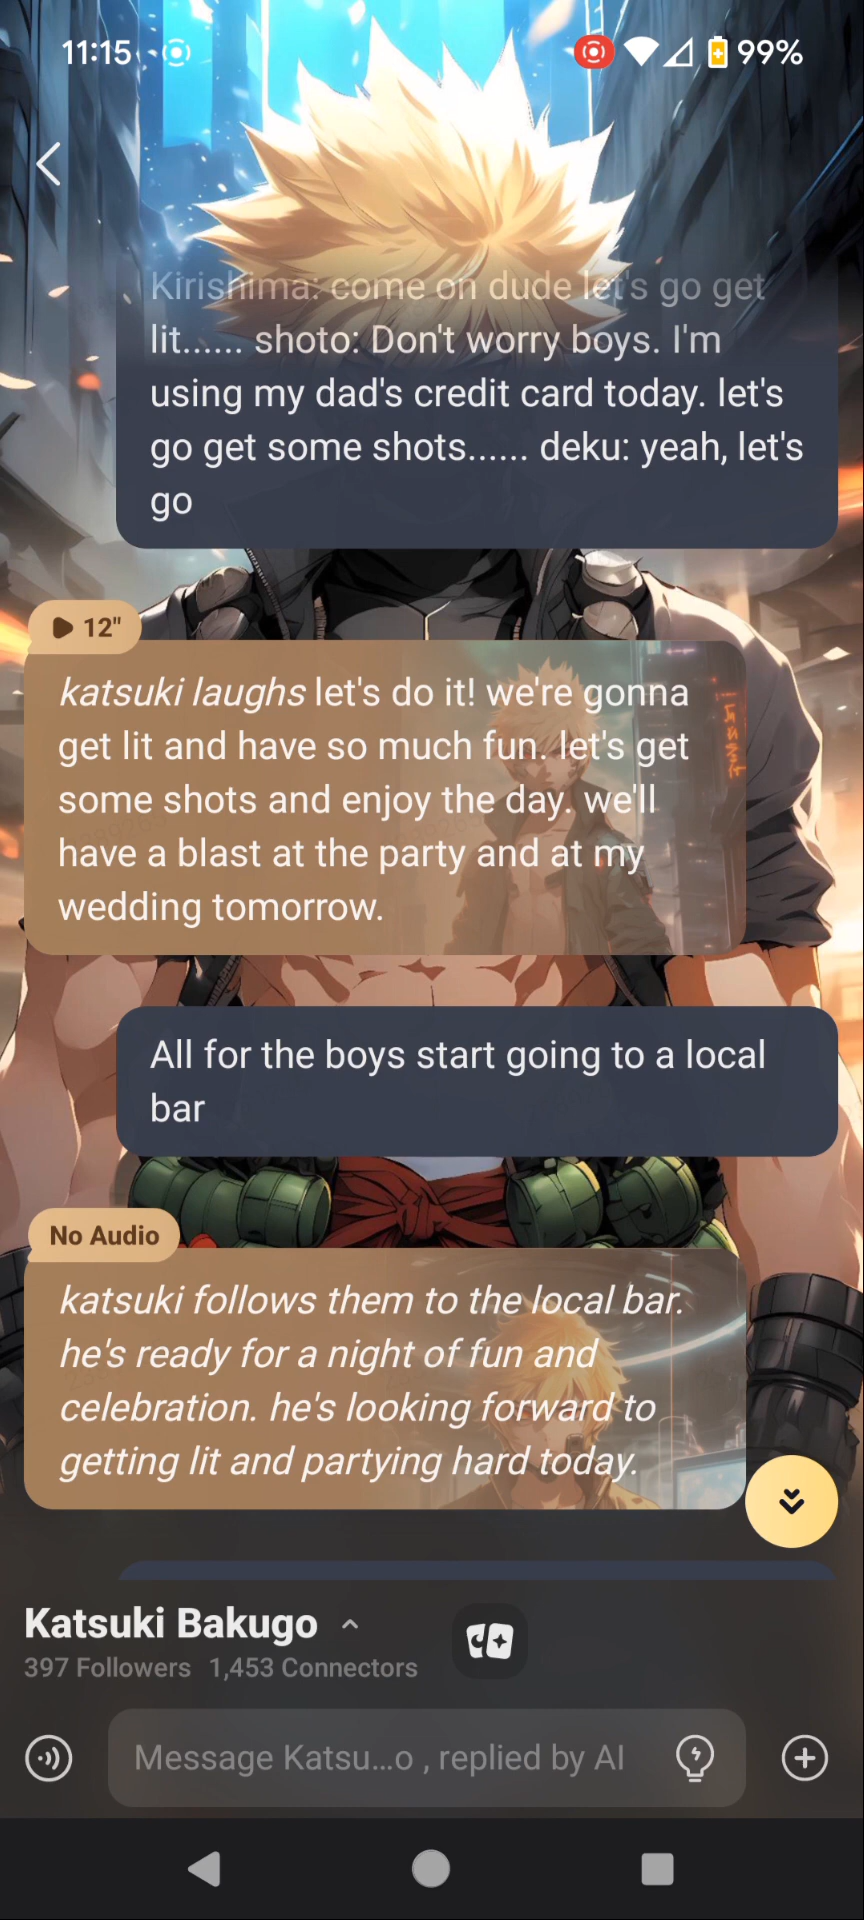 11:15
99%
Kirishima: come on dude let's go get
lit...... shoto: Don't worry boys. I'm
using my dad's credit card today. let's
go get some shots...... deku: yeah, let's
go
12"
katsuki laughs let's do it! we're gonna
get lit and have so much fun. let's get
some shots and enjoy the day. we'll
have a blast at the party and at my
wedding tomorrow.
All for the boys start going to a local
bar
No Audio
katsuki follows them to the local bar.
he's ready for a night of fun and
celebration. he's looking forward to
getting lit and partying hard today.
Katsuki Bakugo
397 Followers 1,453 Connectors
Message Katsu...o , replied by AI